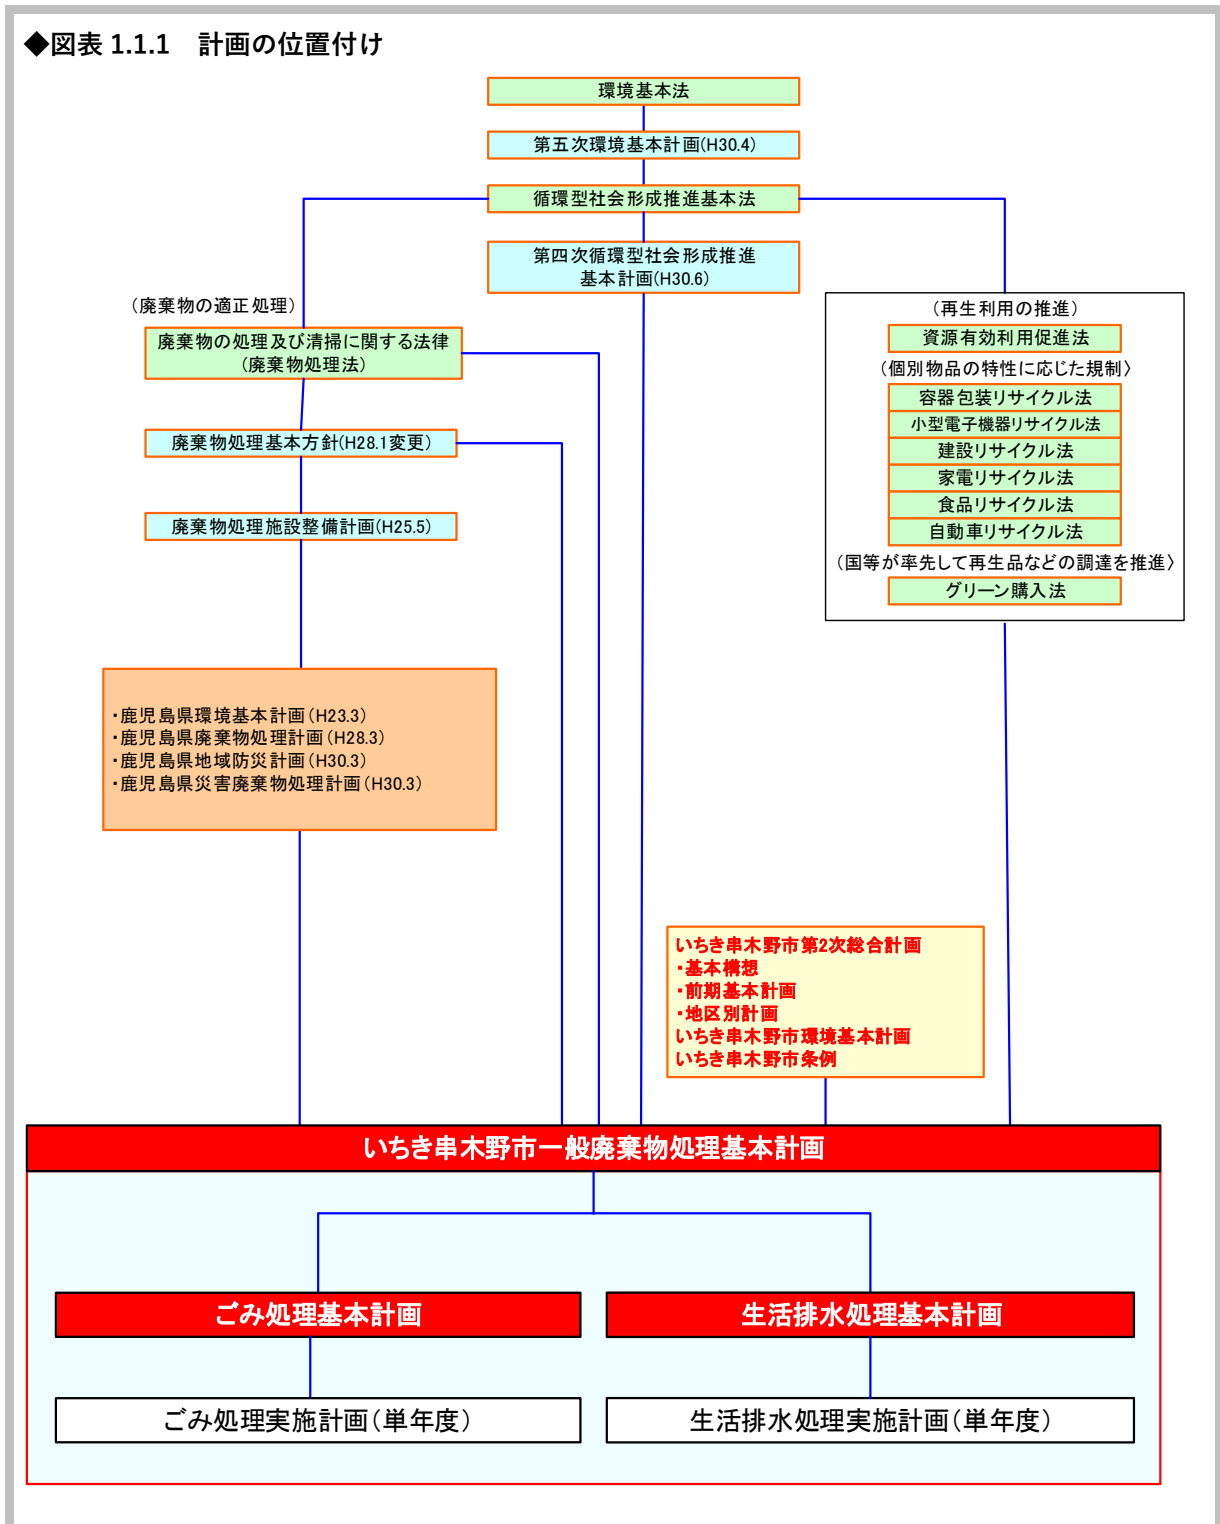 ◆図表 1.1.1　計画の位置付け
環境基本法
第五次環境基本計画(H30.4)
循環型社会形成推進基本法
第四次循環型社会形成推進
基本計画(H30.6)
（廃棄物の適正処理）
廃棄物の処理及び清掃に関する法律
(廃棄物処理法)
廃棄物処理基本方針(H28.1変更)
廃棄物処理施設整備計画(H25.5)
（再生利用の推進）
資源有効利用促進法
（個別物品の特性に応じた規制〉
容器包装リサイクル法
小型電子機器リサイクル法
建設リサイクル法
家電リサイクル法
食品リサイクル法
自動車リサイクル法
（国等が率先して再生品などの調達を推進〉
グリーン購入法
・鹿児島県環境基本計画（H23.3）
・鹿児島県廃棄物処理計画（H28.3）
・鹿児島県地域防災計画（H30.3）
・鹿児島県災害廃棄物処理計画（H30.3）
いちき串木野市第2次総合計画
・基本構想
・前期基本計画
・地区別計画
いちき串木野市環境基本計画
いちき串木野市条例
いちき串木野市一般廃棄物処理基本計画
ごみ処理基本計画
生活排水処理基本計画
ごみ処理実施計画（単年度）
生活排水処理実施計画（単年度）